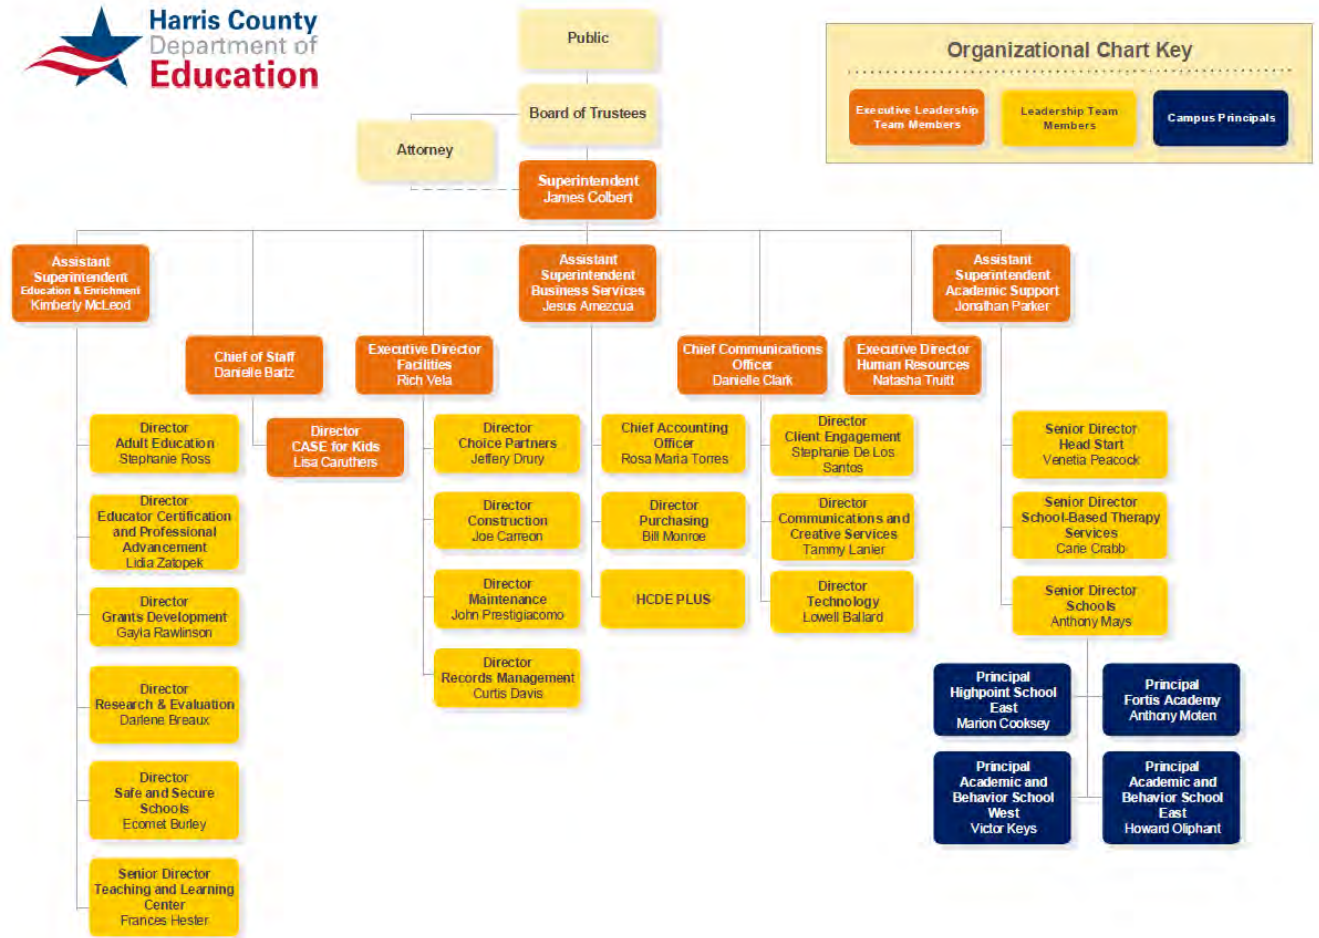 Harris County
Department of
Education
Public
Board of Trustees
Attorney
Superintendent
James Colbert
Organizational Chart Key
Executive Leadership
Team Members
Leadership Team
Members
Campus Principals
Assistant
Superintendent
Education & Enrichment
Kimberly McLeod
Assistant
Superintendent
Business Services
Jesus Amezcua
Assistant
Superintendent
Academic Support
Jonathan Parker
Chief of Staff
Danielle Bartz
Executive Director
Facilities
Rich Vela
Chief Communications
Officer
Danielle Clark
Executive Director
Human Resources
Natasha Truitt
Director
Adult Education
Stephanie Ross
Director
Educator Certification
and Professional
Advancement
Lidia Zatopek
Director
Grants Development
Gayla Rawlinson
Director
Research & Evaluation
Darlene Breaux
Director
Safe and Secure
Schools
Ecomet Burley
Senior Director
Teaching and Learning
Center
Frances Hester
Director
CASE for Kids
Lisa Caruthers
Director
Choice Partners
Jeffery Drury
Director
Construction
Joe Carreon
Director
Maintenance
John Prestigiacomo
Director
Records Management
Curtis Davis
Chief Accounting
Officer
Rosa Maria Torres
Director
Purchasing
Bill Monroe
HCDE PLUS
Director
Client Engagement
Stephanie De Los
Santos
Director
Communications and
Creative Services
Tammy Lanier
Director
Technology
Lowell Ballard
Senior Director
Head Start
Venetia Peacock
Senior Director
School-Based Therapy
Services
Carie Crabb
Senior Director
Schools
Anthony Mays
Principal
Highpoint School
East
Marion Cooksey
Principal
Fortis Academy
Anthony Moten
Principal
Academic and
Behavior School
West
Victor Keys
Principal
Academic and
Behavior School
East
Howard Oliphant